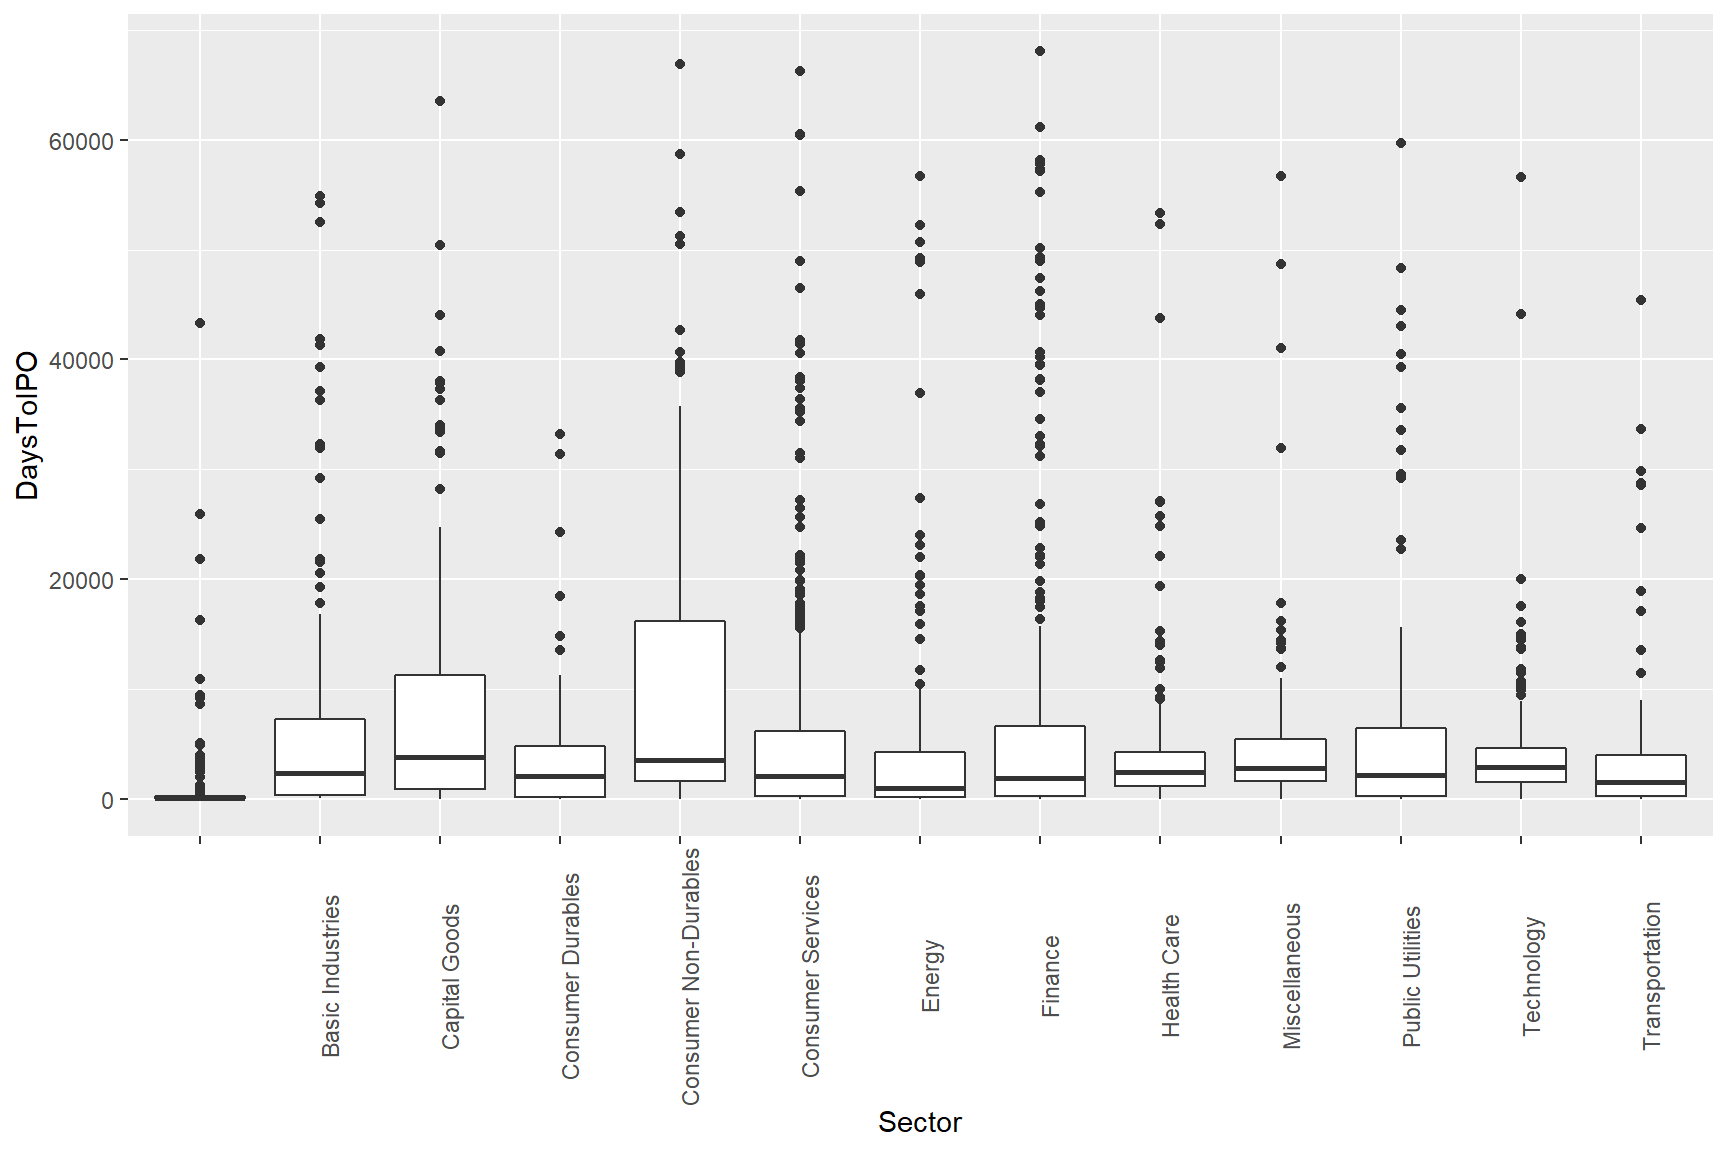 DaysToIPO
60000
40000
20000
0
Basic Industries
Capital Goods
Consumer Durables
Consumer Non-Durables
Consumer Services
Energy
Finance
Health Care
Miscellaneous
Public Utilities
Technology
Transportation
Sector